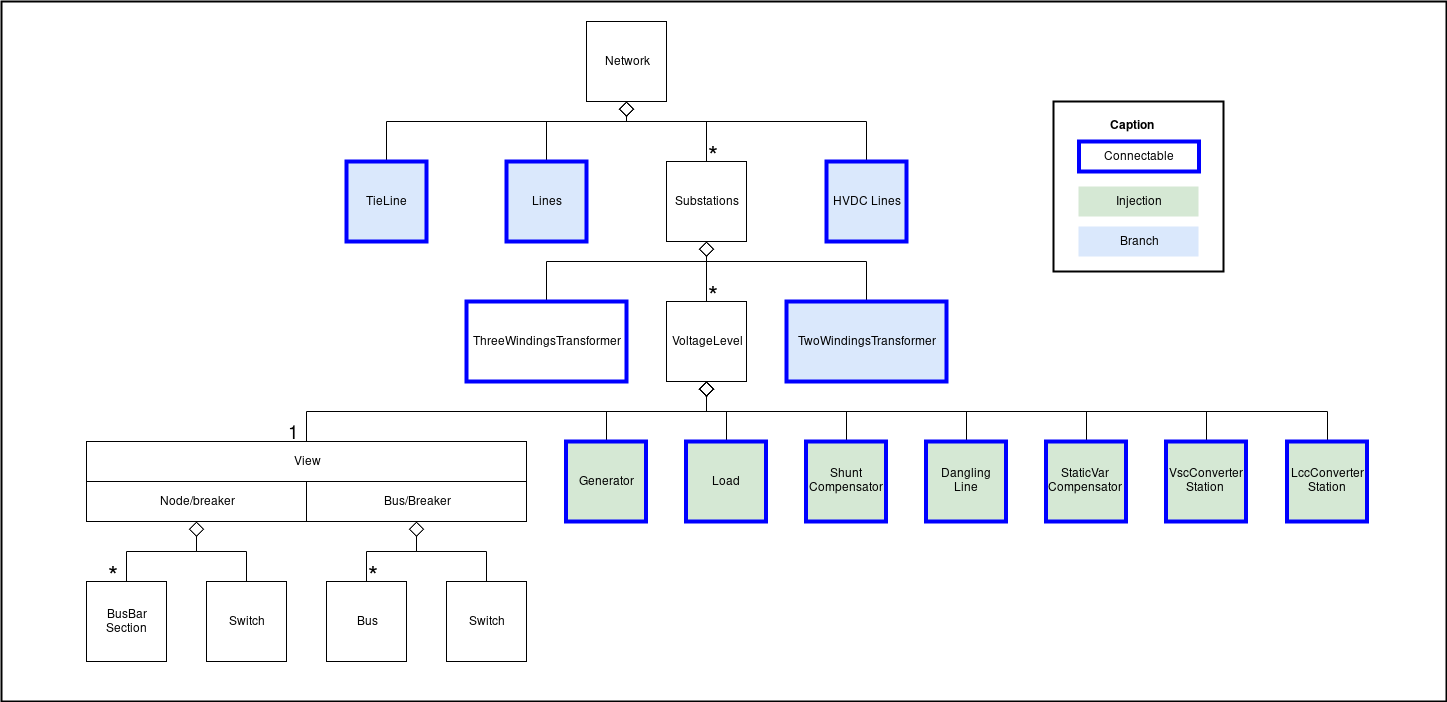 Network
Caption
Connectable
*
TieLine
Lines
Substations
HVDC Lines
Injection
Branch
*
ThreeWindingsTransformer
VoltageLevel
TwoWindingsTransformer
1
View
Node/breaker
Bus/Breaker
Generator
Load
Shunt
Compensator
Dangling
Line
StaticVar
Compensator
VscConverter
Station
LccConverter
Station
*
*
BusBar
Section
Switch
Bus
Switch